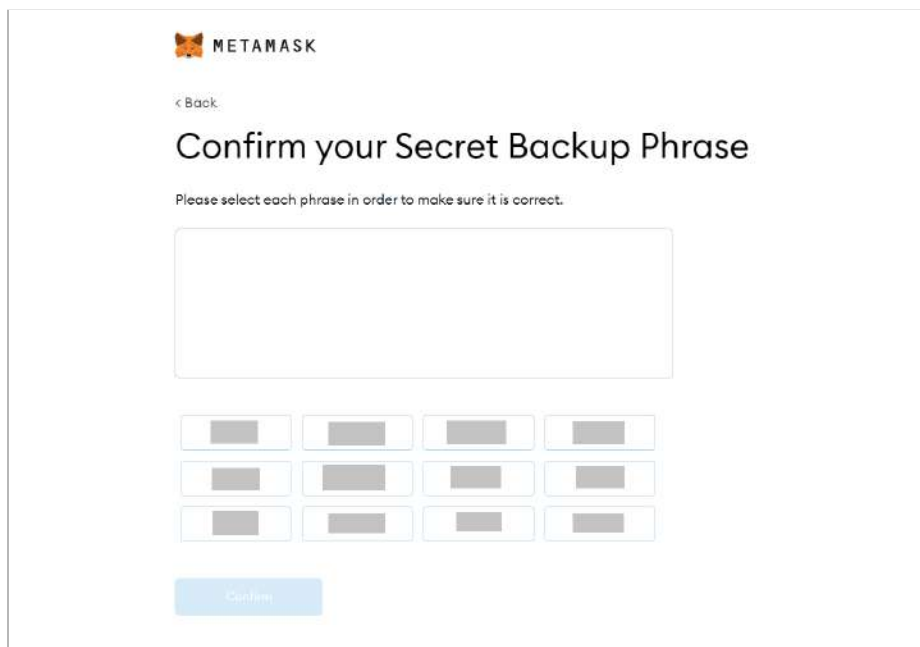 METAMASK
< Back
Confirm your Secret Backup Phrase
Please select each phrase in order to make sure it is correct.
Confirm